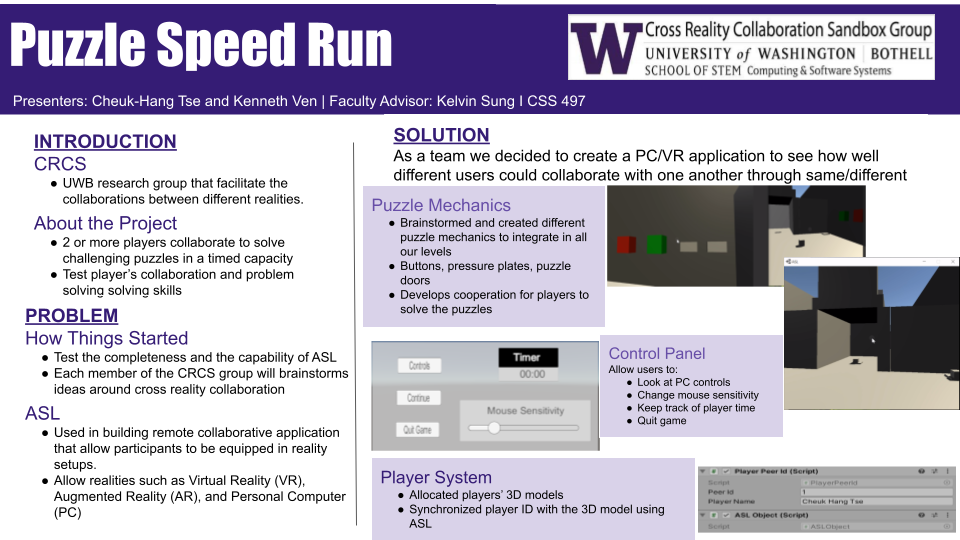 Puzzle Speed Run
W Cross Reality Collaboration Sandbox Group
UNIVERSITY of WASHINGTON | BOTHELL
SCHOOL OF STEM Computing & Software Systems
Presenters: Cheuk-Hang Tse and Kenneth Ven | Faculty Advisor: Kelvin Sung I CSS 497
INTRODUCTION
CRCS
● UWB research group that facilitate the
collaborations between different realities.
About the Project
● 2 or more players collaborate to solve
challenging puzzles in a timed capacity
● Test player's collaboration and problem
solving solving skills
PROBLEM
How Things Started
● Test the completeness and the capability of ASL
● Each member of the CRCS group will brainstorms
ideas around cross reality collaboration
ASL
● Used in building remote collaborative application
that allow participants to be equipped in reality
setups.
● Allow realities such as Virtual Reality (VR),
Augmented Reality (AR), and Personal Computer
(PC)
SOLUTION
As a team we decided to create a PC/VR application to see how well
different users could collaborate with one another through same/different
Puzzle Mechanics
● Brainstormed and created different
puzzle mechanics to integrate in all
our levels
● Buttons, pressure plates, puzzle
doors
● Develops cooperation for players to
solve the puzzles
Controls
Continue
Quit Game
Timer
00:00
Mouse Sensitivity
Control Panel
Allow users to:
● Look at PC controls
● Change mouse sensitivity
● Keep track of player time
● Quit game
Player System
● Allocated players' 3D models
● Synchronized player ID with the 3D model using
ASL
Player Peer Id (Script)
Script PlayerPeerId
Peer Id 1
Player Name Cheuk Hang Tse
ASL Object (Script)
Script ASLObject